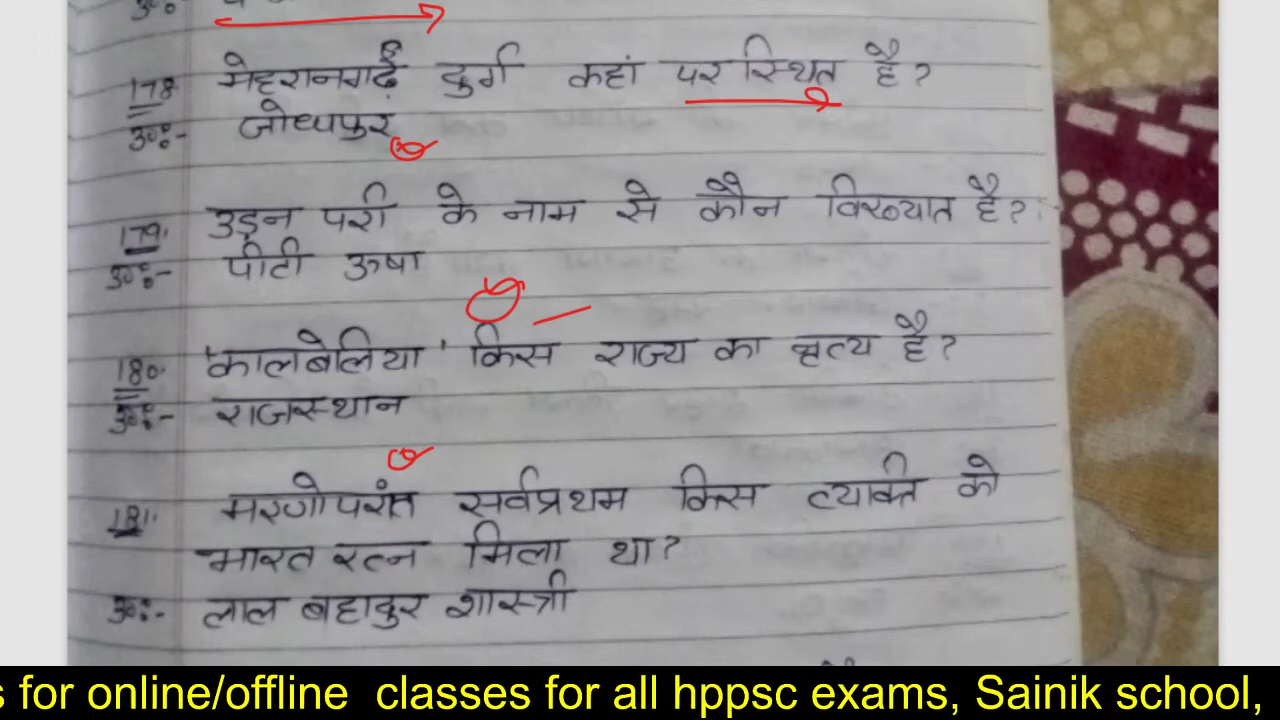 178. मेहरानगढ़ दुर्ग कहां पर स्थित है?
उ०:- जोधपुर
179. उड़न परी के नाम से कौन विख्यात है?
उ०:- पीटी ऊषा
180. 'कालबेलिया' किस राज्य का नृत्य है?
उ०:- राजस्थान
181. मरणोपरांत सर्वप्रथम किस व्यक्ति को
भारत रत्न मिला था?
उ०:- लाल बहादुर शास्त्री
s for online/offline classes for all hppsc exams, Sainik school,